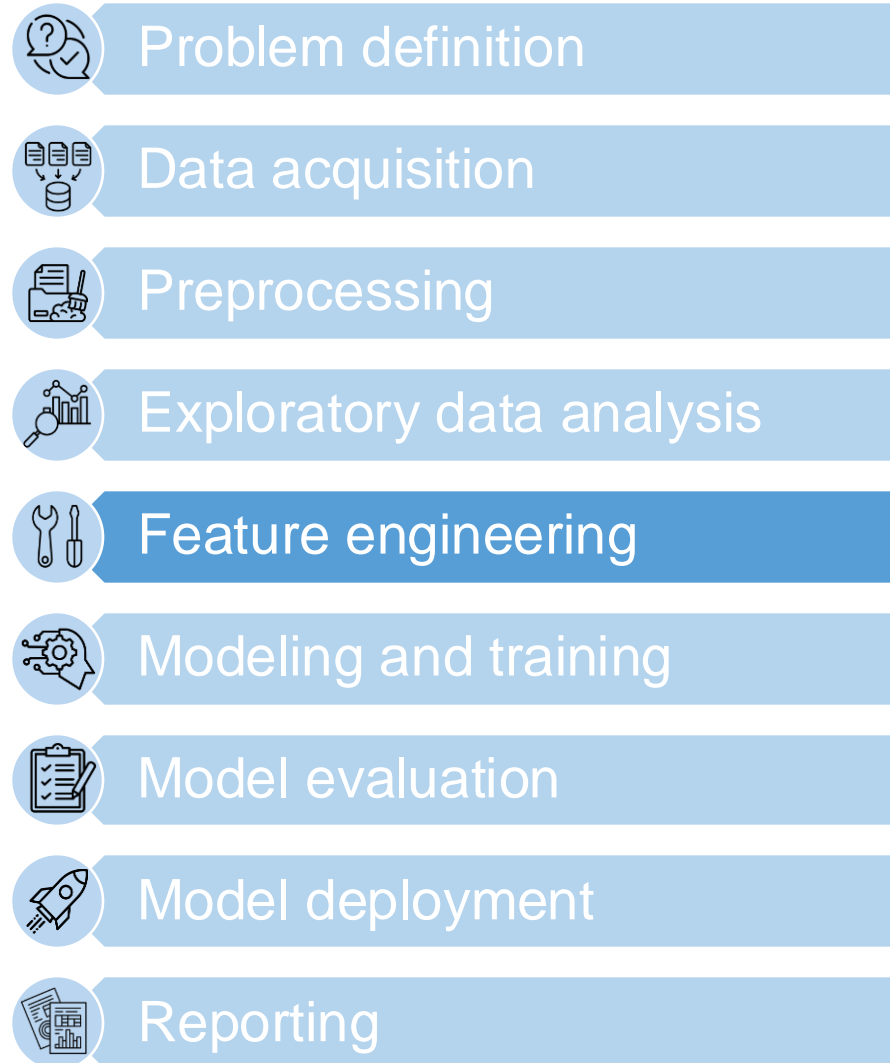 Problem definition
Data acquisition
Preprocessing
Exploratory data analysis
Feature engineering
Modeling and training
Model evaluation
Model deployment
Reporting